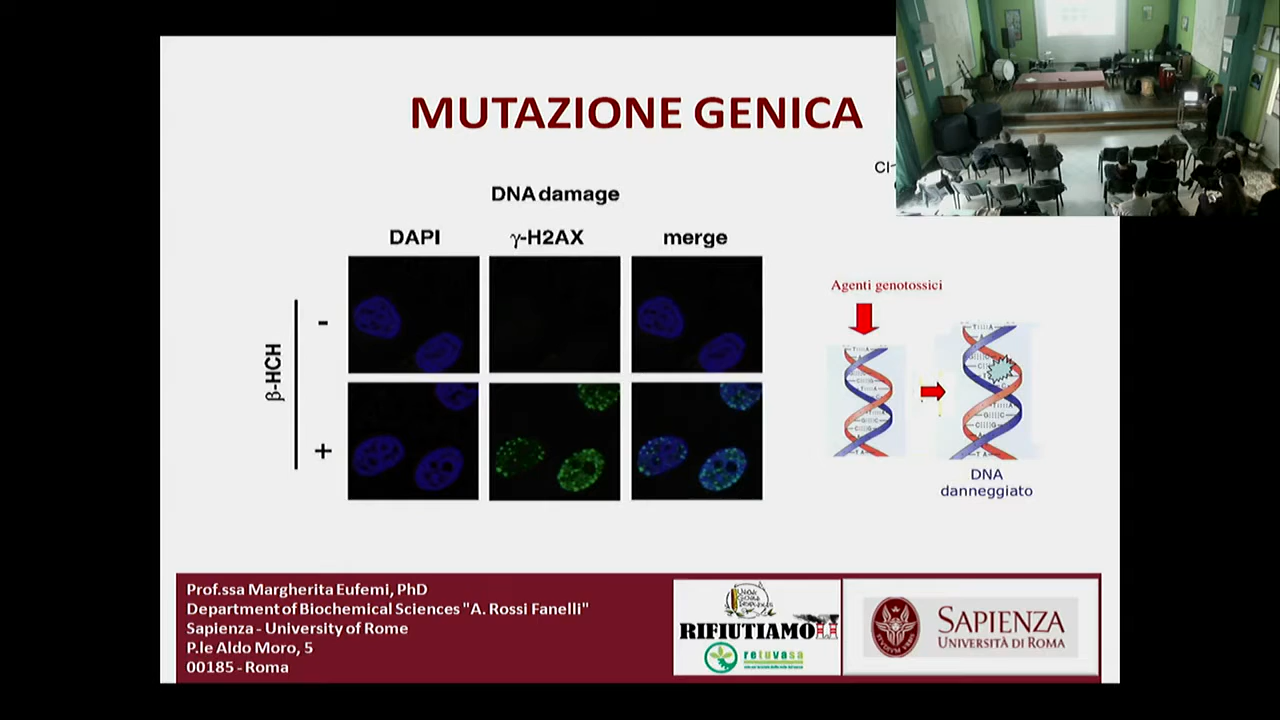 MUTAZIONE GENICA
Cl
DNA damage
DAPI
γ-H2AX
merge
β-HCH
-
+
Agenti genotossici
DNA
danneggiato
Prof.ssa Margherita Eufemi, PhD
Department of Biochemical Sciences "A. Rossi Fanelli"
Sapienza - University of Rome
P.le Aldo Moro, 5
00185 - Roma
RIFIUTIAMOLI
retuvasa
SAPIENZA
UNIVERSITÀ DI ROMA